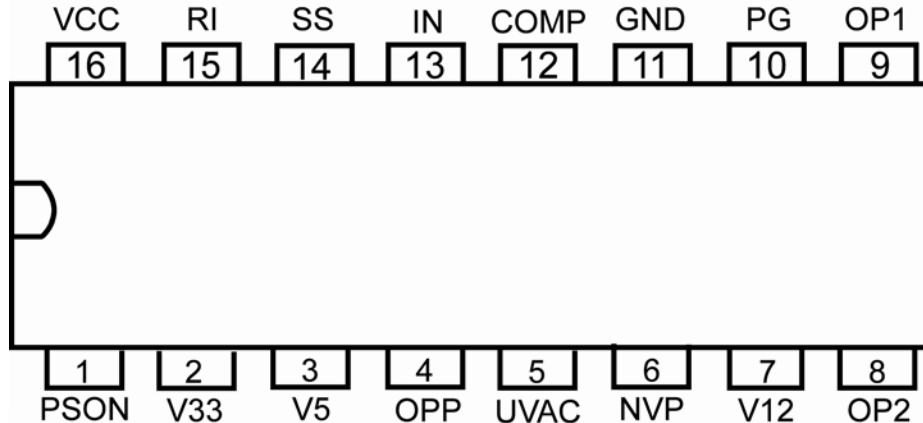 VCC RI SS IN COMP GND PG OP1
16 15 14 13 12 11 10 9
1 2 3 4 5 6 7 8
PSON V33 V5 OPP UVAC NVP V12 OP2